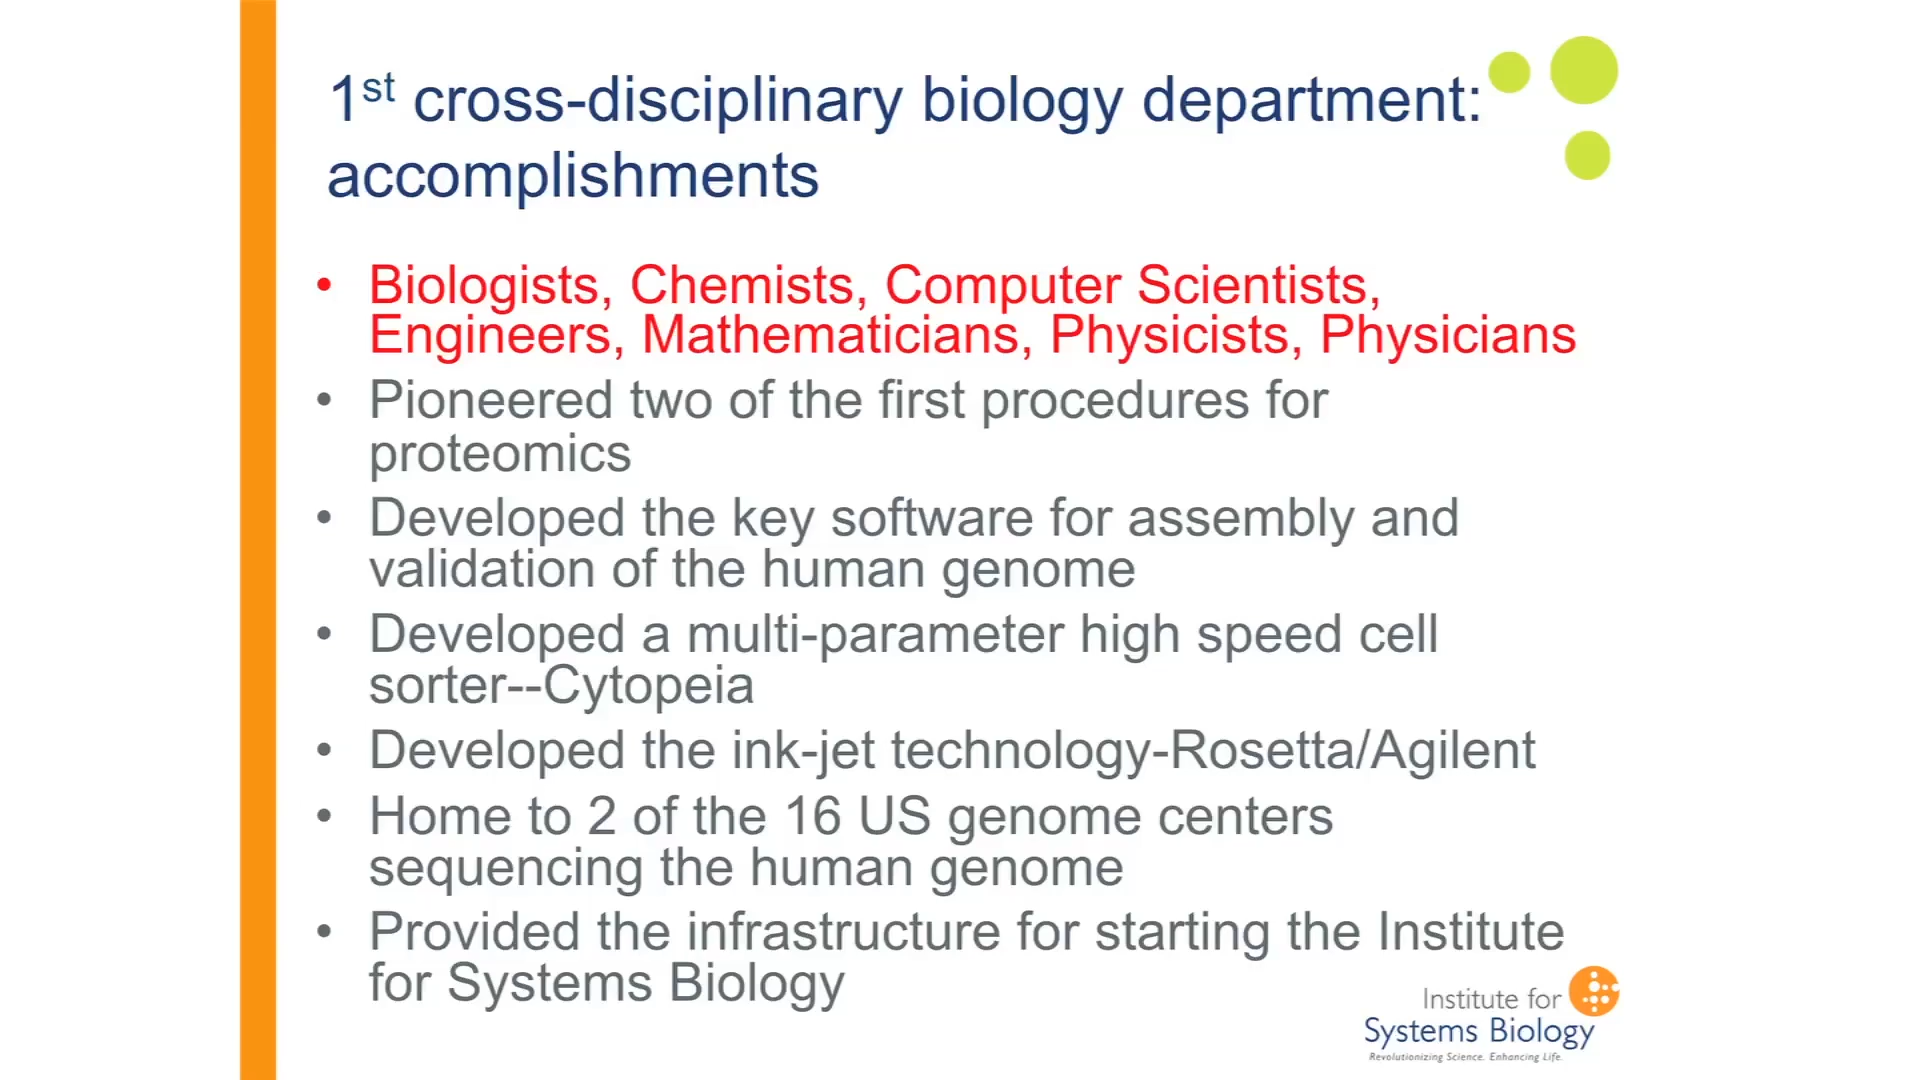 1st cross-disciplinary biology department:
accomplishments
• Biologists, Chemists, Computer Scientists,
Engineers, Mathematicians, Physicists, Physicians
• Pioneered two of the first procedures for
proteomics
• Developed the key software for assembly and
validation of the human genome
• Developed a multi-parameter high speed cell
sorter--Cytopeia
• Developed the ink-jet technology-Rosetta/Agilent
• Home to 2 of the 16 US genome centers
sequencing the human genome
• Provided the infrastructure for starting the Institute
for Systems Biology
Institute for
Systems Biology
Revolutionizing Science. Enhancing Life.